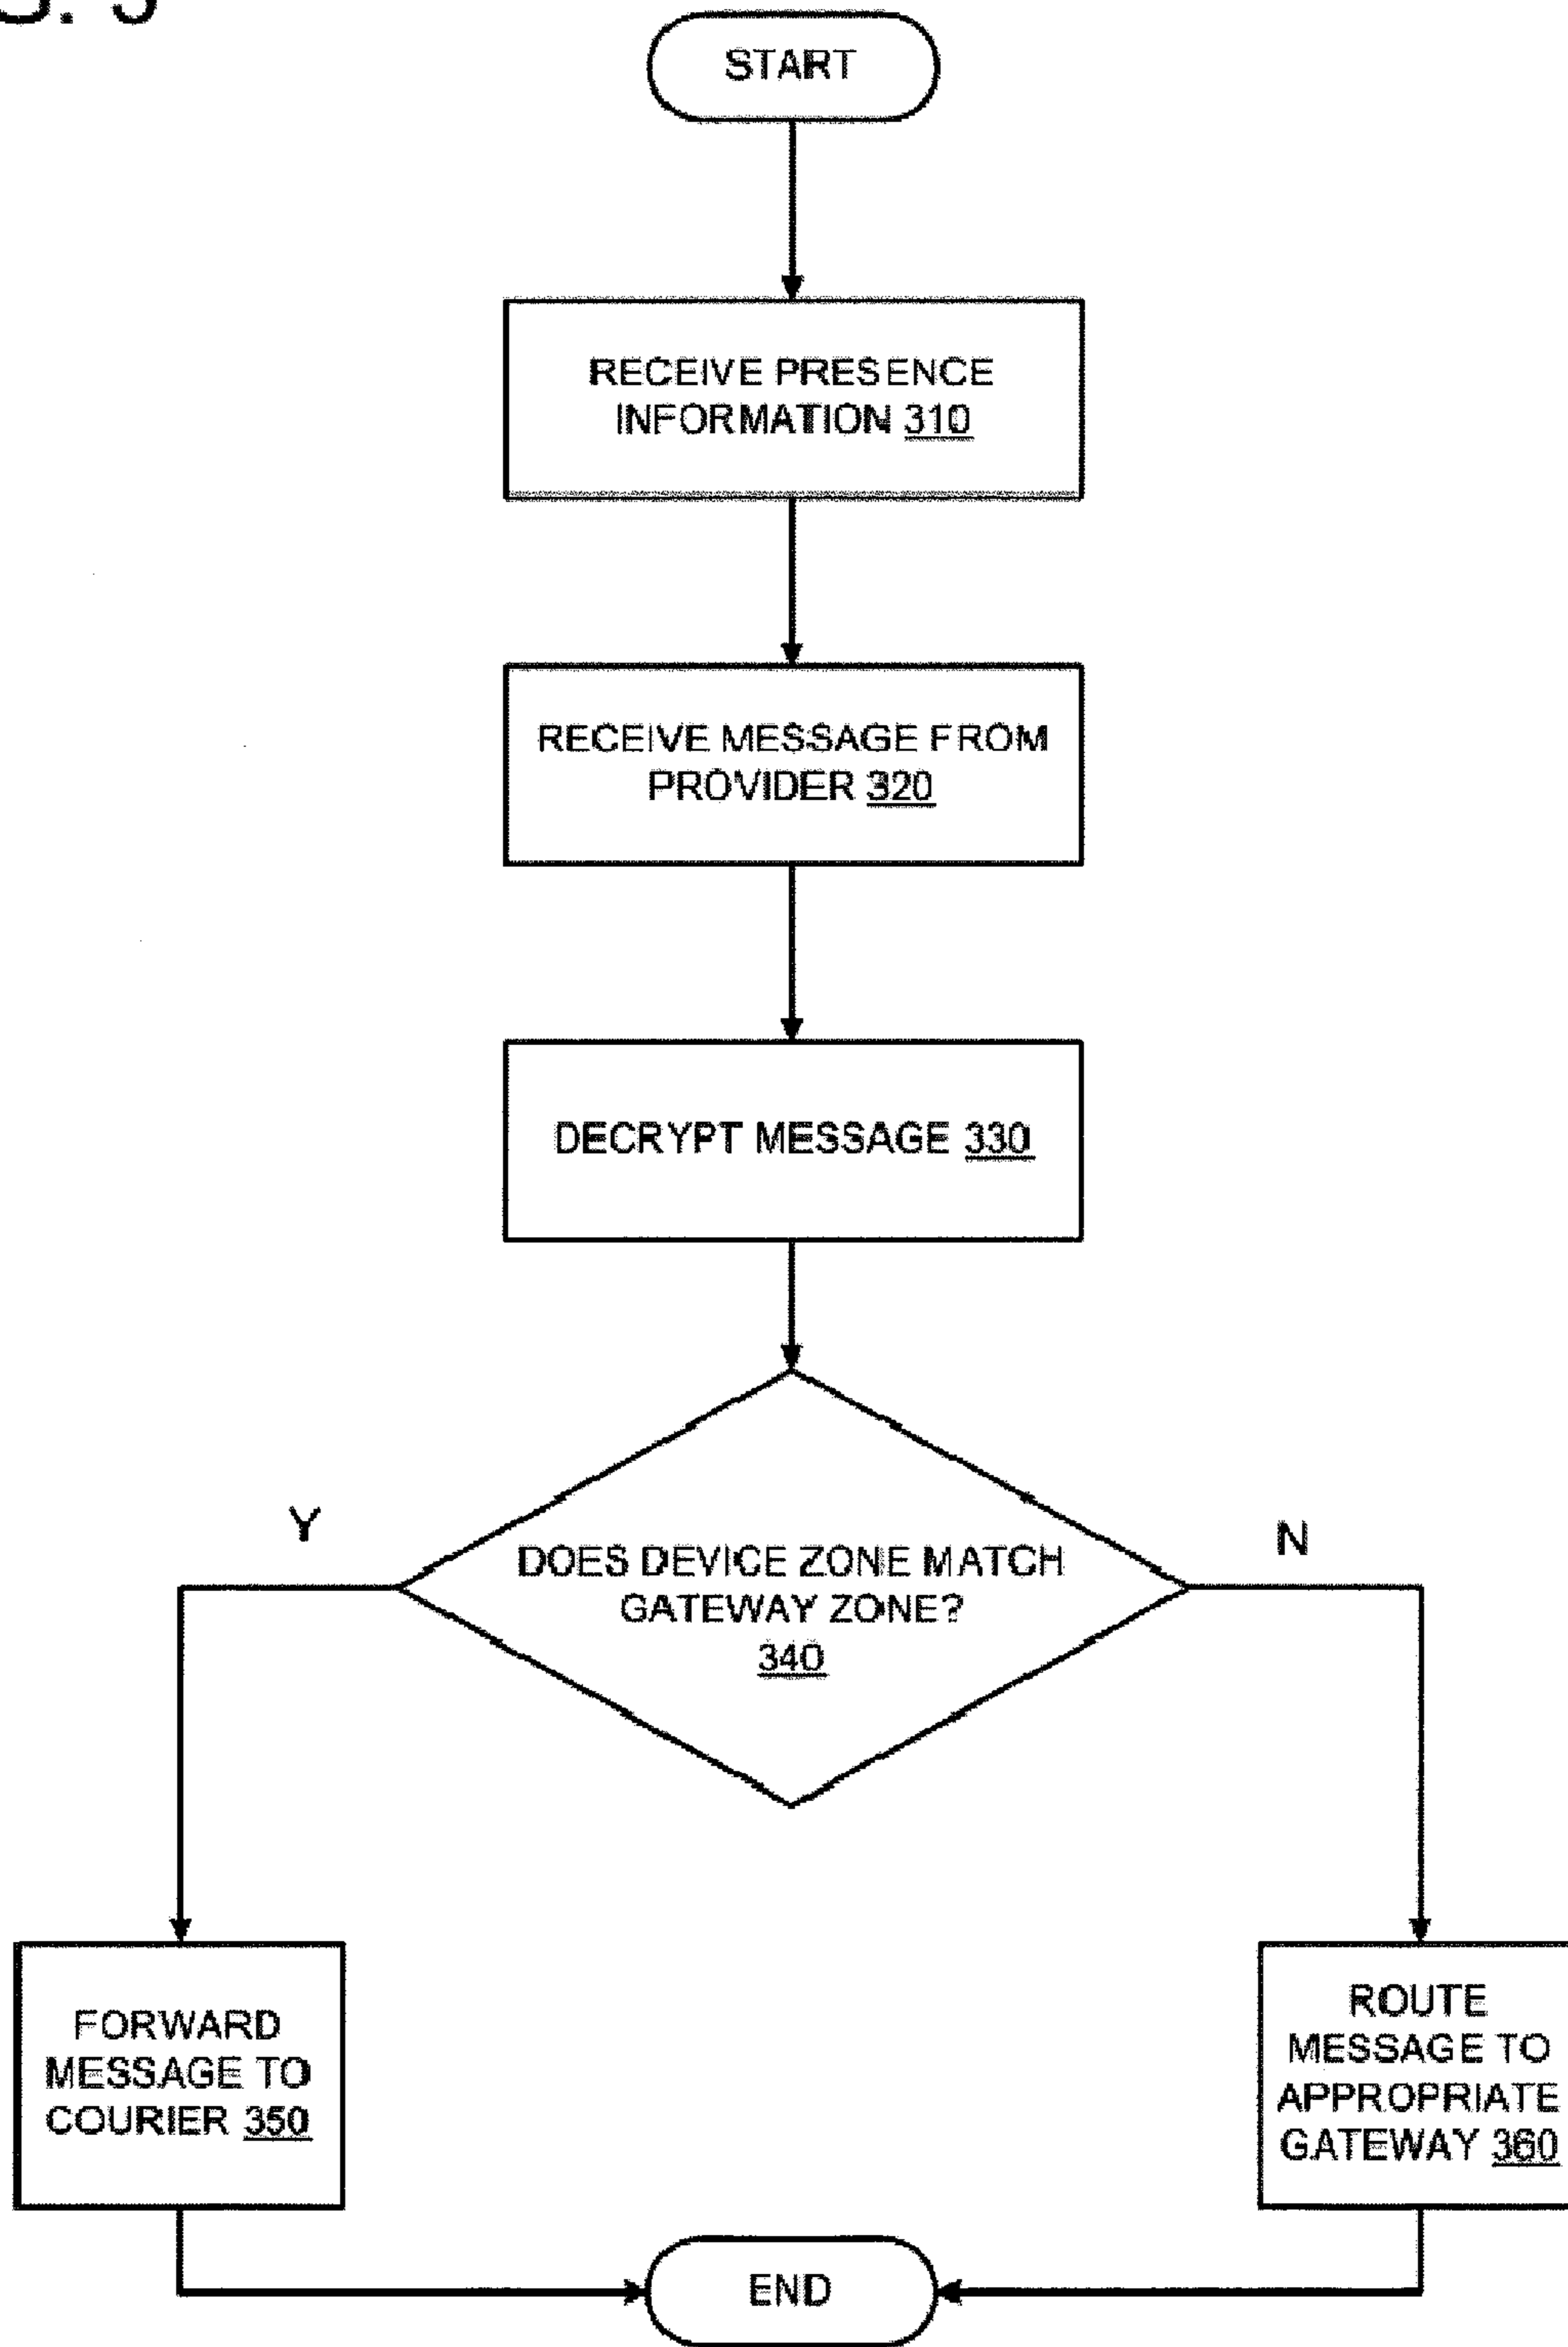 START
RECEIVE PRESENCE
INFORMATION 310
RECEIVE MESSAGE FROM
PROVIDER 320
DECRYPT MESSAGE 330
Y
N
DOES DEVICE ZONE MATCH
GATEWAY ZONE?
340
FORWARD
MESSAGE TO
COURIER 350
ROUTE
MESSAGE TO
APPROPRIATE
GATEWAY 360
END